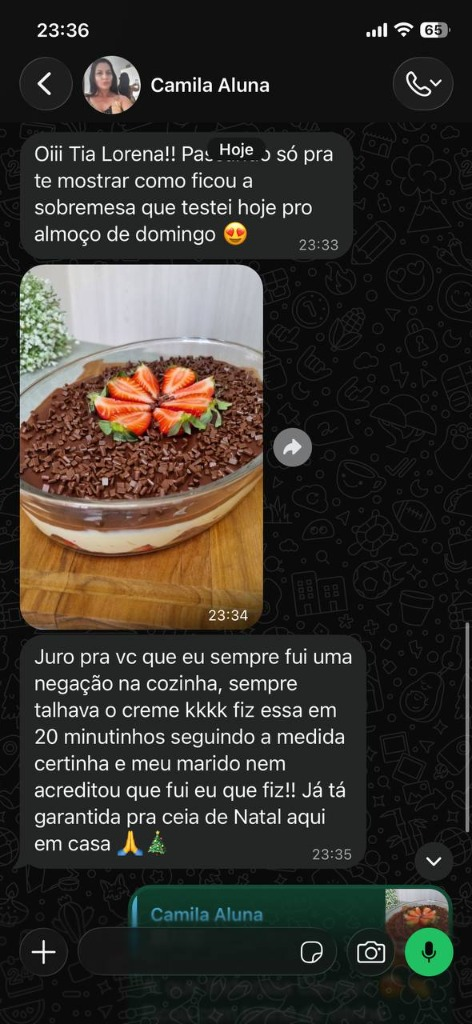 23:36
65
Camila Aluna
Hoje
Oiii Tia Lorena!! só pra
te mostrar como ficou a
sobremesa que testei hoje pro
almoço de domingo 😍
23:33
23:34
Juro pra vc que eu sempre fui uma
negação na cozinha, sempre
talhava o creme kkkk fiz essa em
20 minutinhos seguindo a medida
certinha e meu marido nem
acreditou que fui eu que fiz!! Já tá
garantida pra ceia de Natal aqui
em casa 🙏🎄
23:35
Camila Aluna